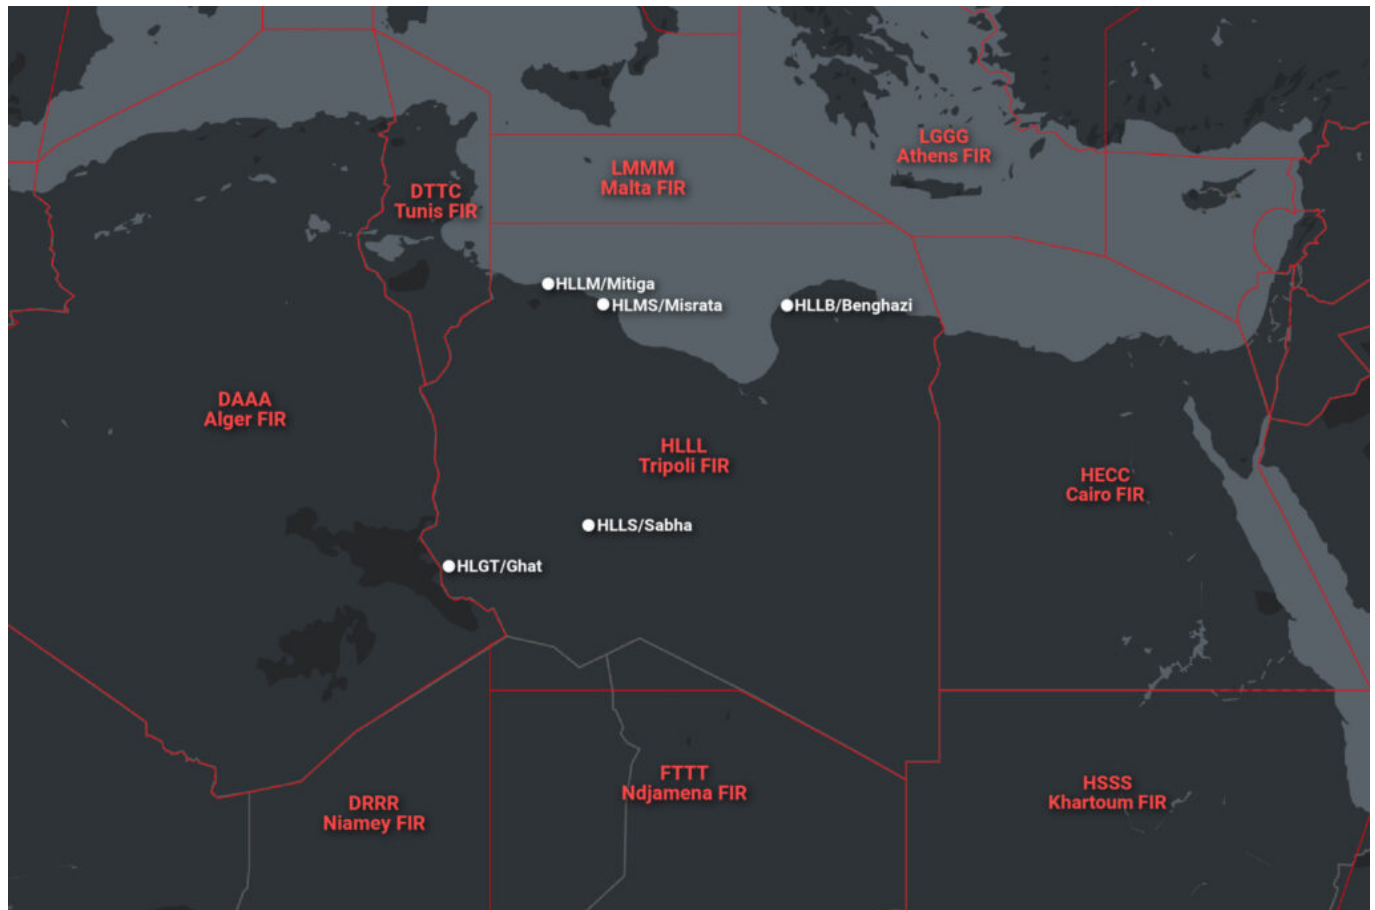 LGGG
Athens FIR
LMMM
Malta FIR
DTTC
Tunis FIR
HLLM/Mitiga
HLMS/Misrata
HLLB/Benghazi
DAAA
Alger FIR
HLLL
Tripoli FIR
HECC
Cairo FIR
HLLS/Sabha
HLGT/Ghat
FTTT
Ndjamena FIR
HSSS
Khartoum FIR
DRRR
Niamey FIR